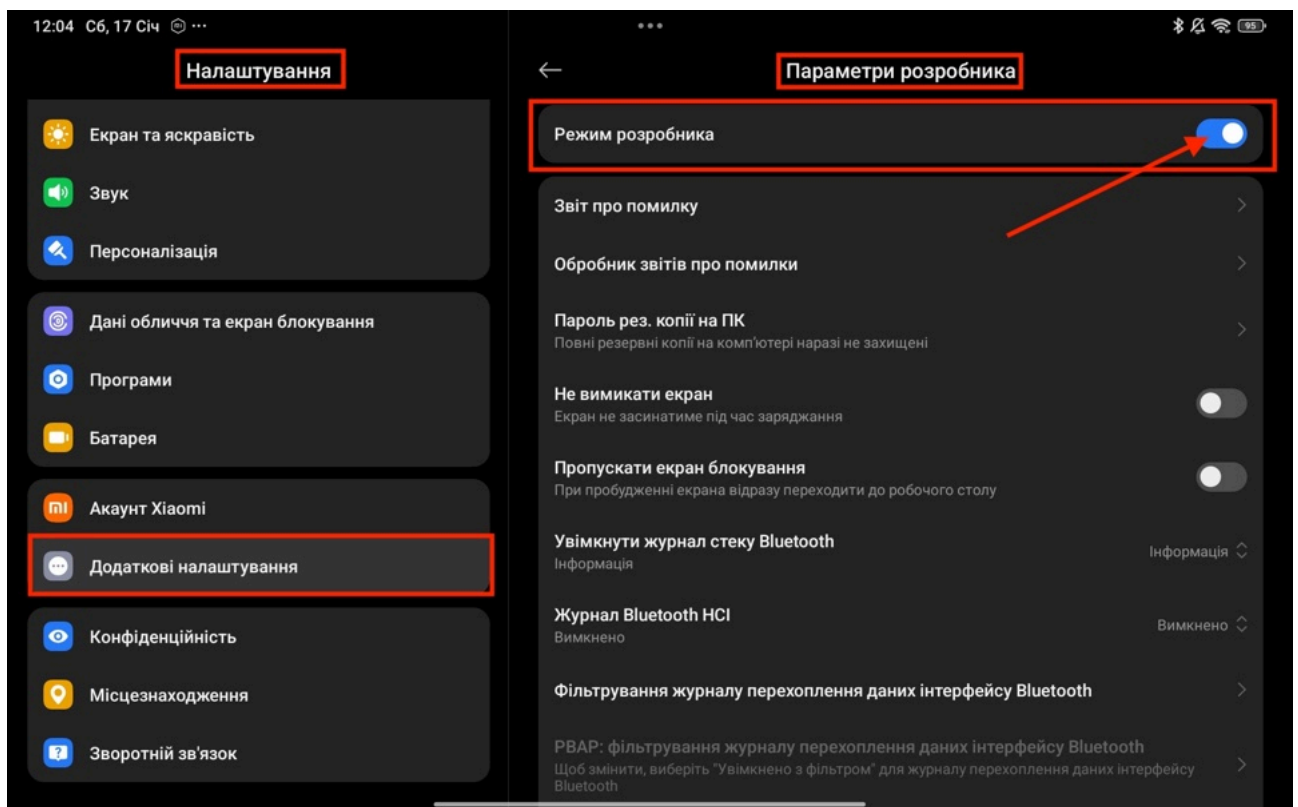 12:04 Сб, 17 Січ
95
Налаштування
Екран та яскравість
Звук
Персоналізація
Дані обличчя та екран блокування
Програми
Батарея
Акаунт Xiaomi
Додаткові налаштування
Конфіденційність
Місцезнаходження
Зворотній зв'язок
Параметри розробника
Режим розробника
Звіт про помилку
Обробник звітів про помилки
Пароль рез. копії на ПК
Повні резервні копії на комп'ютері наразі не захищені
Не вимикати екран
Екран не засинатиме під час заряджання
Пропускати екран блокування
При пробудженні екрана відразу переходити до робочого столу
Увімкнути журнал стеку Bluetooth
Інформація
Інформація
Журнал Bluetooth HCI
Вимкнено
Вимкнено
Фільтрування журналу перехоплення даних інтерфейсу Bluetooth
PBAP: фільтрування журналу перехоплення даних інтерфейсу Bluetooth
Щоб змінити, виберіть "Увімкнено з фільтром" для журналу перехоплення даних інтерфейсу
Bluetooth